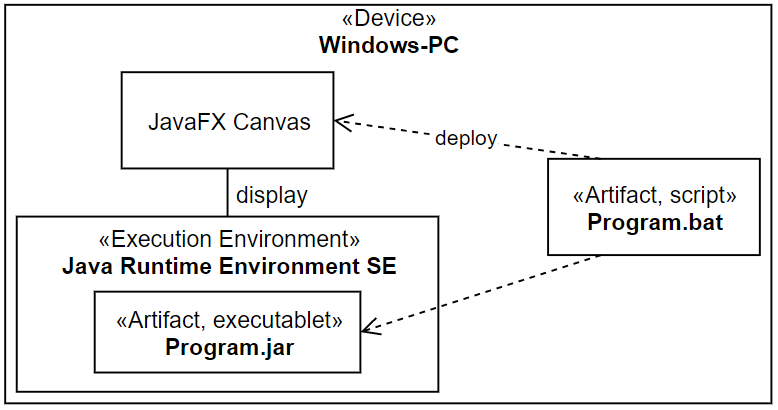 «Device»
Windows-PC
JavaFX Canvas
deploy
display
«Artifact, script»
Program.bat
«Execution Environment»
Java Runtime Environment SE
«Artifact, executablet»
Program.jar